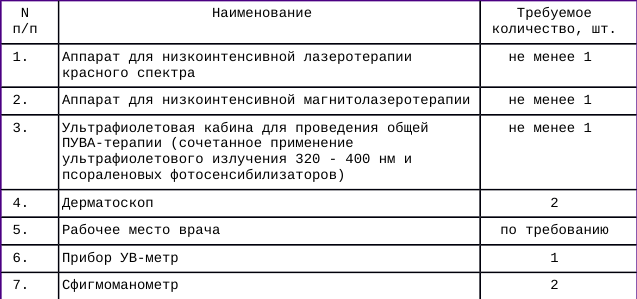 N
п/п
Наименование
Требуемое
количество, шт.
1.
Аппарат для низкоинтенсивной лазеротерапии
красного спектра
не менее 1
2.
Аппарат для низкоинтенсивной магнитолазеротерапии
не менее 1
3.
Ультрафиолетовая кабина для проведения общей
ПУВА-терапии (сочетанное применение
ультрафиолетового излучения 320 - 400 нм и
псораленовых фотосенсибилизаторов)
не менее 1
4.
Дерматоскоп
2
5.
Рабочее место врача
по требованию
6.
Прибор УВ-метр
1
7.
Сфигмоманометр
2